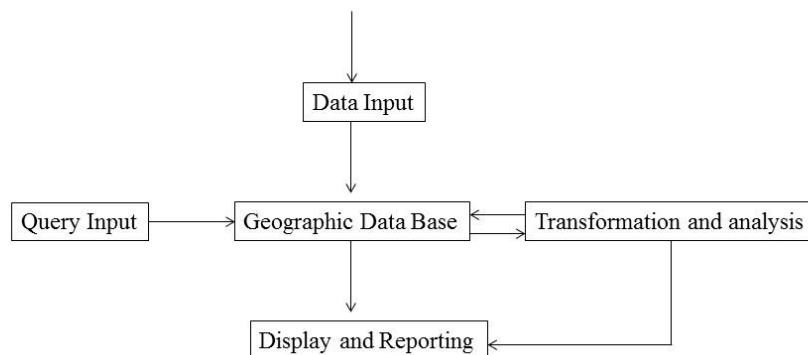 Data Input
Query Input
Geographic Data Base
Transformation and analysis
Display and Reporting